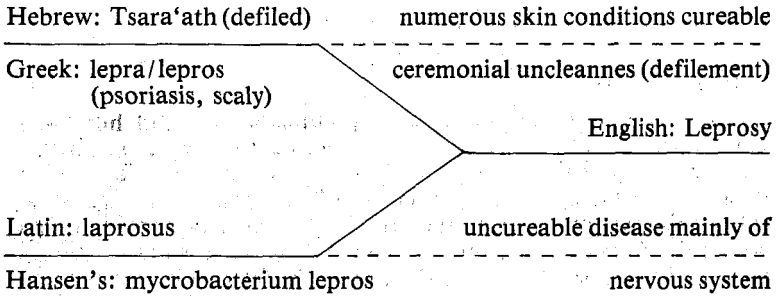 Hebrew: Tsara‘ath (defiled) numerous skin conditions cureable
Greek: lepra/lepros ceremonial uncleannes (defilement)
(psoriasis, scaly)
English: Leprosy
Latin: laprosus uncureable disease mainly of
Hansen's: mycrobacterium lepros nervous system